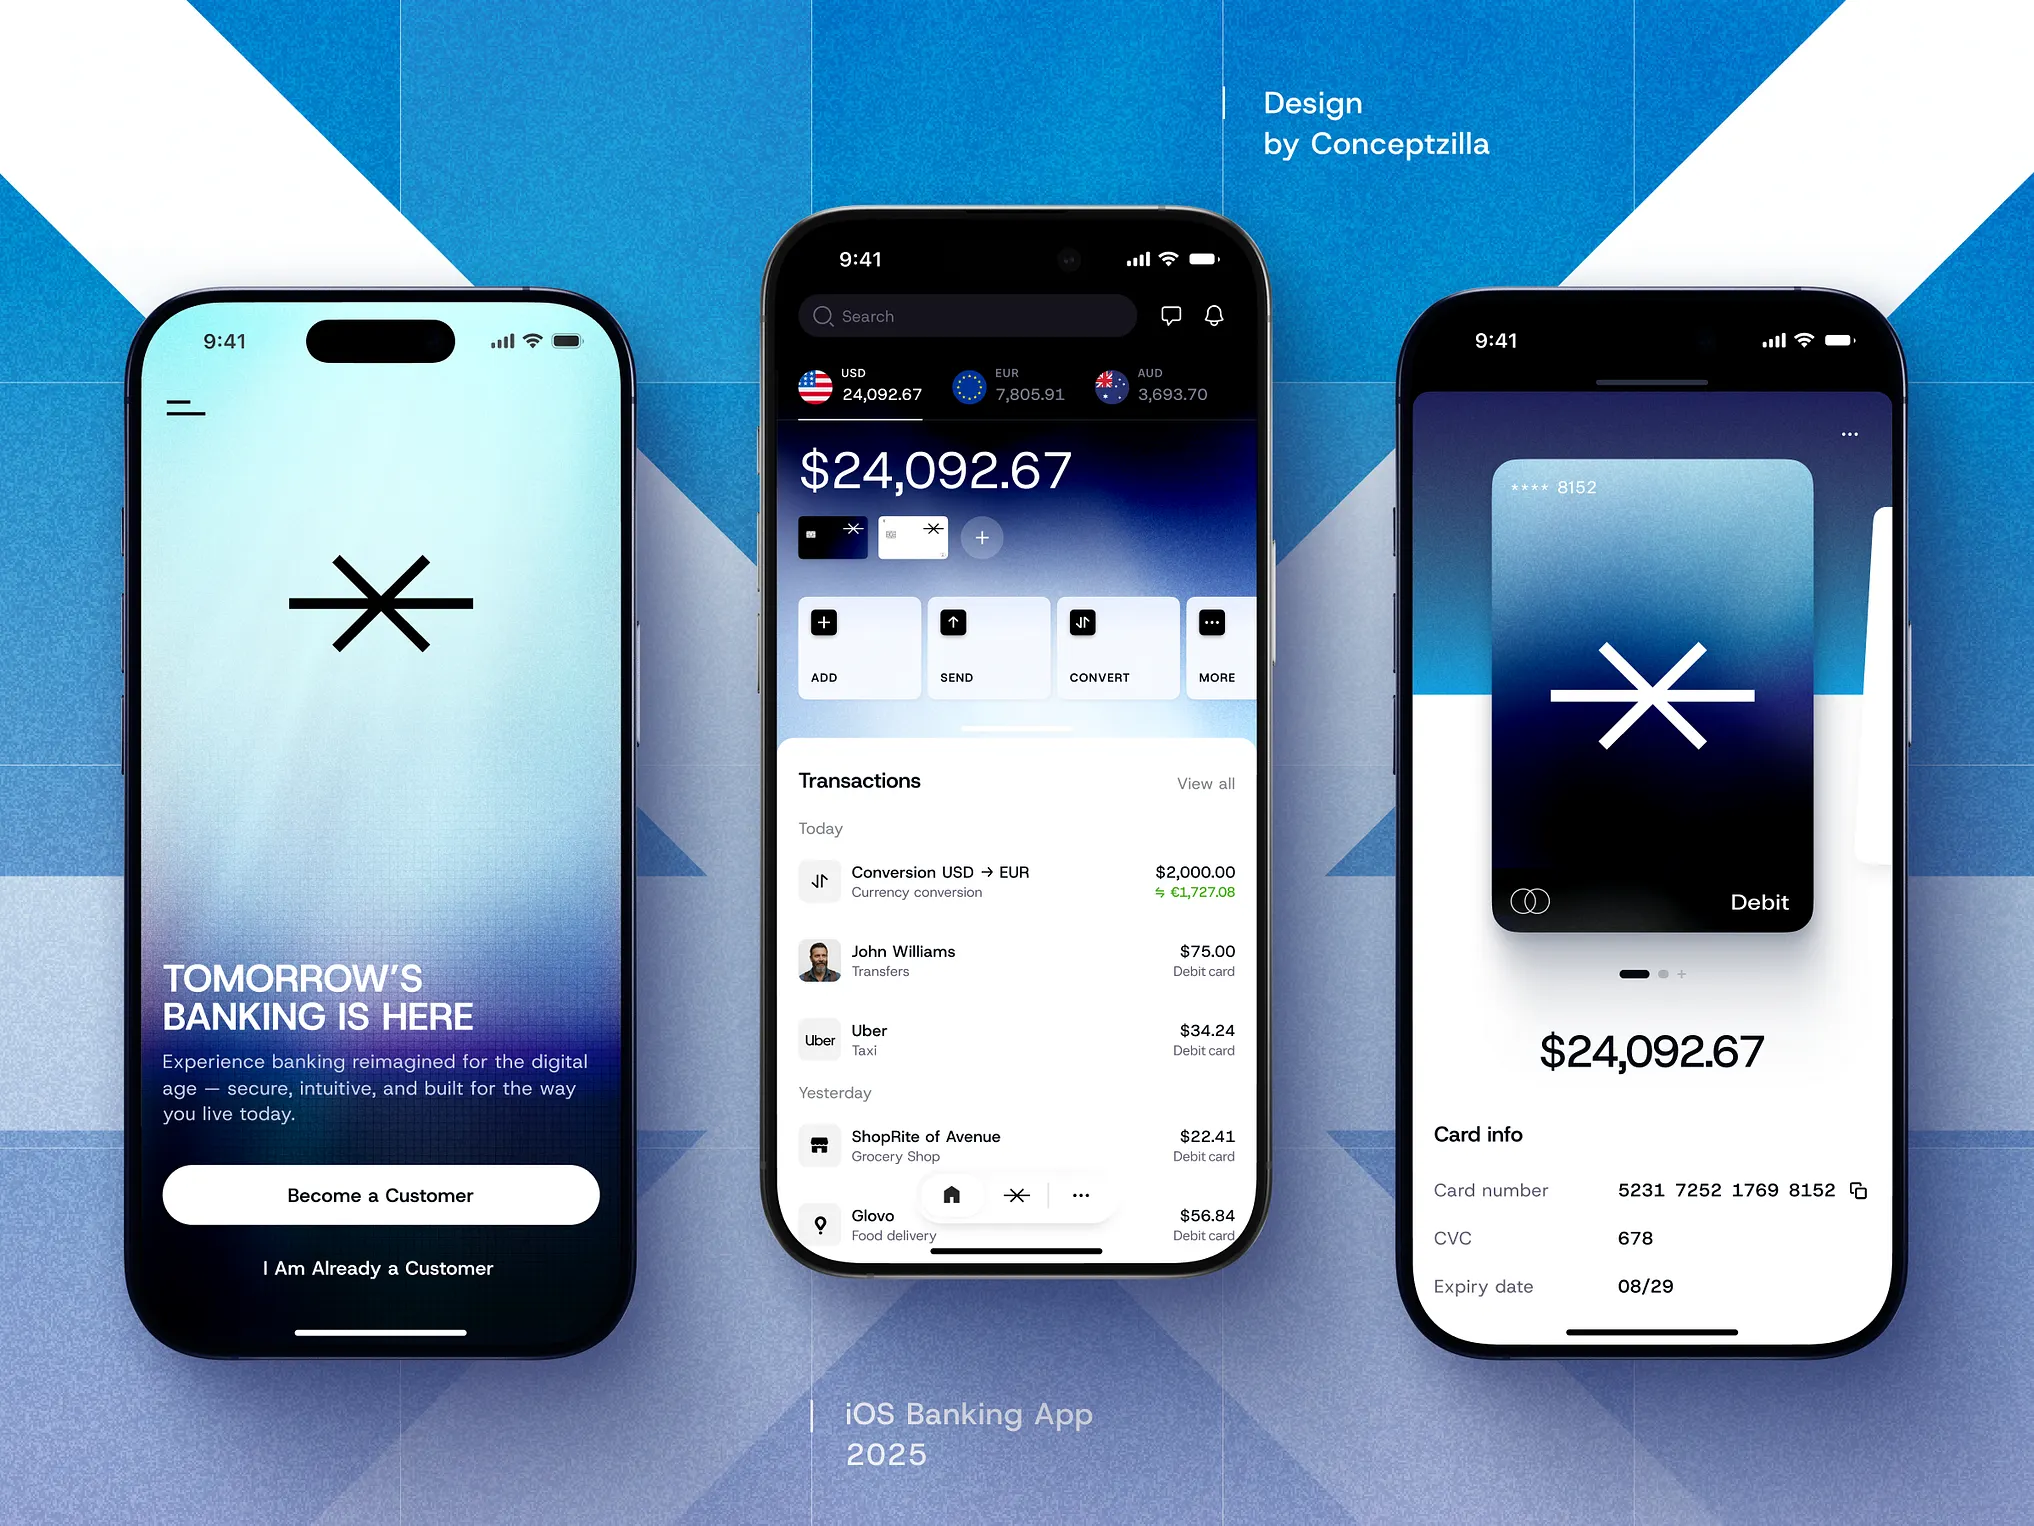 Design
by Conceptzilla
9:41
TOMORROW'S
BANKING IS HERE
Experience banking reimagined for the digital
age — secure, intuitive, and built for the way
you live today.
Become a Customer
I Am Already a Customer
9:41
Search
USD
24,092.67
EUR
7,805.91
AUD
3,693.70
$24,092.67
ADD
SEND
CONVERT
MORE
Transactions
View all
Today
Conversion USD → EUR
$2,000.00
Currency conversion
⇋ €1,727.08
John Williams
$75.00
Transfers
Debit card
Uber
Uber
$34.24
Taxi
Debit card
Yesterday
ShopRite of Avenue
$22.41
Grocery Shop
Debit card
Glovo
$56.84
Food delivery
Debit card
9:41
**** 8152
Debit
$24,092.67
Card info
Card number
5231 7252 1769 8152
CVC
678
Expiry date
08/29
iOS Banking App
2025